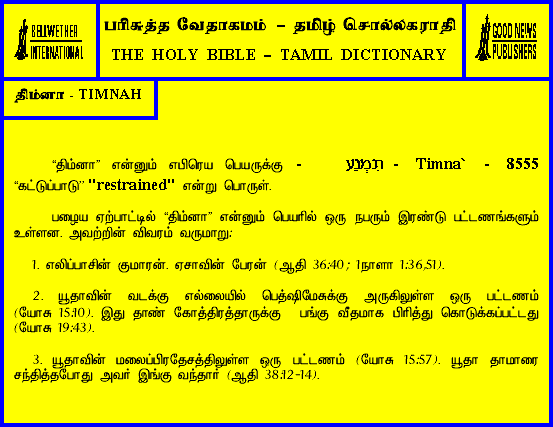 BELLWETHER
INTERNATIONAL
பரிசுத்த வேதாகமம் – தமிழ் சொல்லகராதி
THE HOLY BIBLE – TAMIL DICTIONARY
GOOD NEWS
PUBLISHERS
திம்னா - TIMNAH
“திம்னா” என்னும் எபிரெய பெயருக்கு - תִּמְנָע - Timna` - 8555
“கட்டுப்பாடு” "restrained" என்று பொருள்.
பழைய ஏற்பாட்டில் “திம்னா” என்னும் பெயரில் ஒரு நபரும் இரண்டு பட்டணங்களும்
உள்ளன. அவற்றின் விவரம் வருமாறு:
1. எலிப்பாசின் குமாரன். ஏசாவின் பேரன் (ஆதி 36:40; 1நாளா 1:36,51).
2. யூதாவின் வடக்கு எல்லையில் பெத்ஷிமேசுக்கு அருகிலுள்ள ஒரு பட்டணம்
(யோசு 15:10). இது தாண் கோத்திரத்தாருக்கு பங்கு வீதமாக பிரித்து கொடுக்கப்பட்டது
(யோசு 19:43).
3. யூதாவின் மலைப்பிரதேசத்திலுள்ள ஒரு பட்டணம் (யோசு 15:57). யூதா தாமாரை
சந்தித்தபோது அவர் இங்கு வந்தார் (ஆதி 38:12-14).